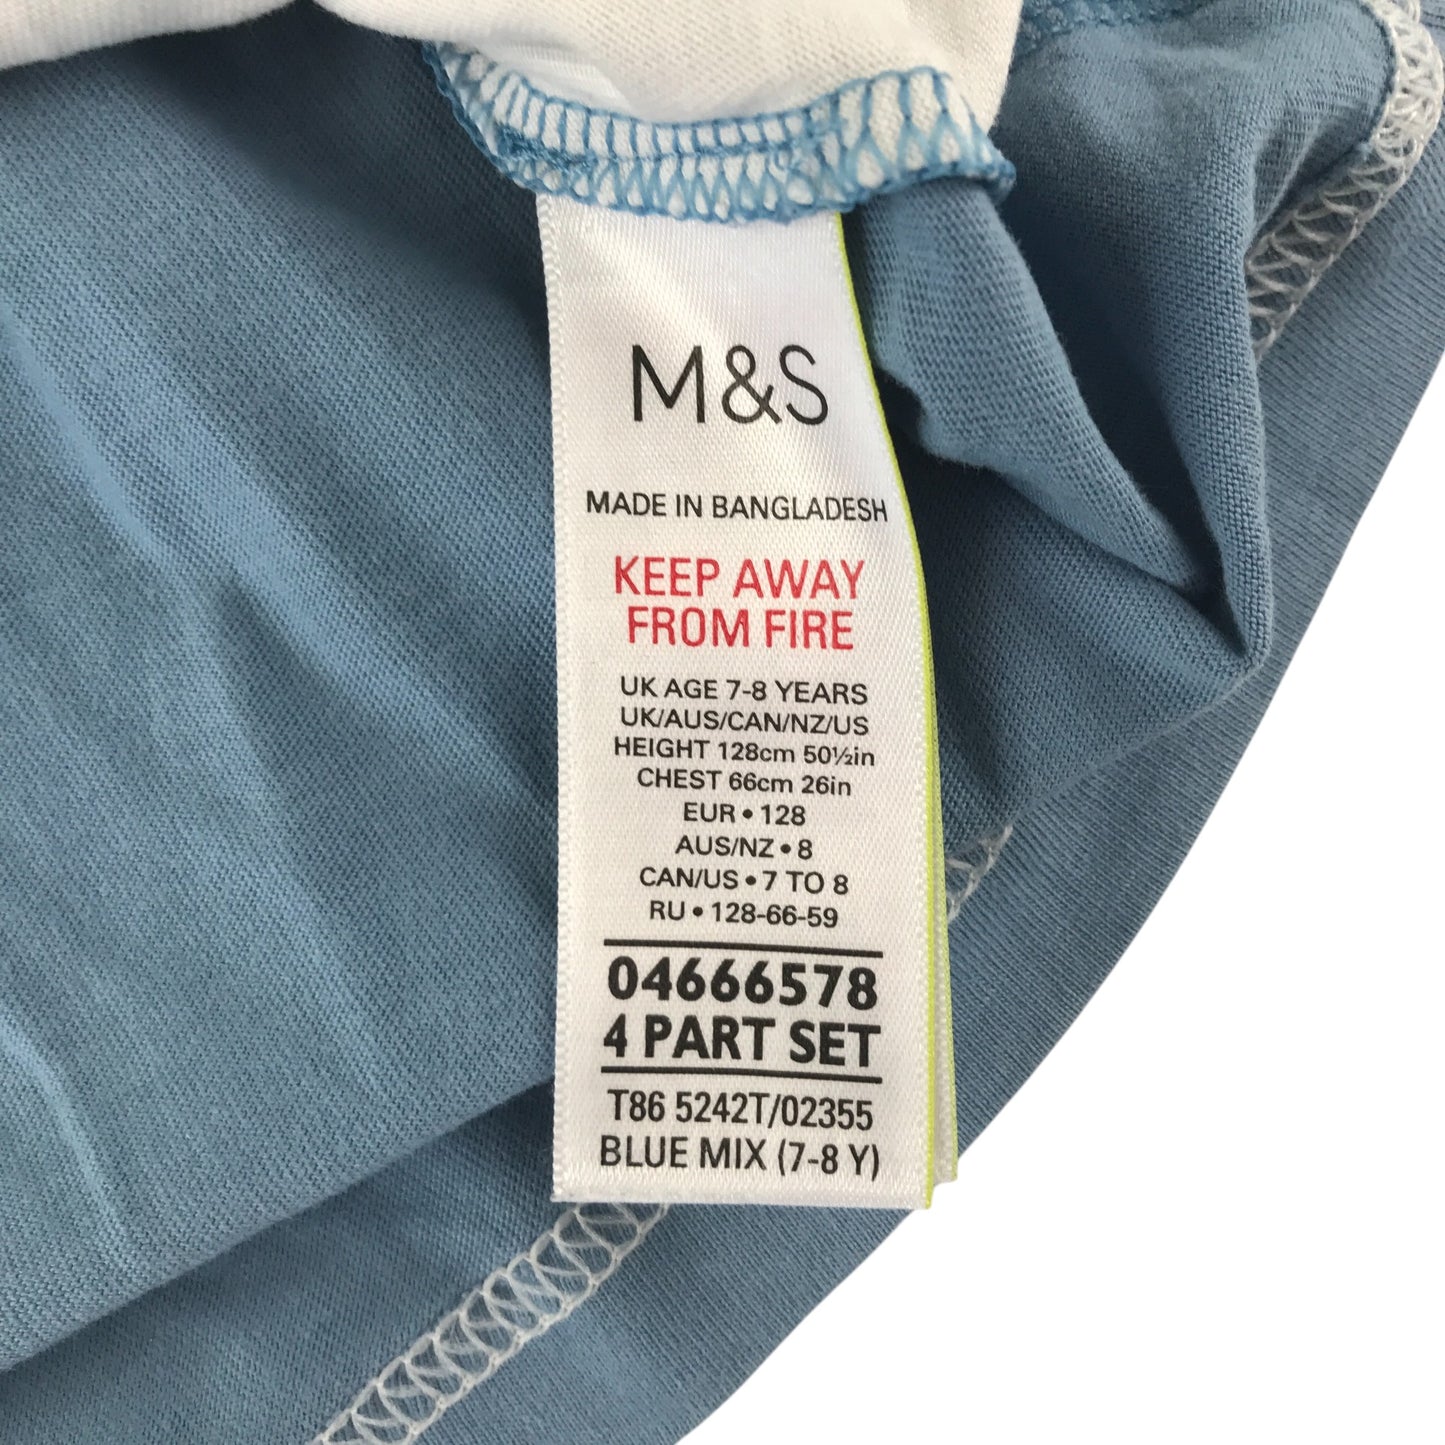 M&S
MADE IN BANGLADESH
KEEP AWAY
FROM FIRE
UK AGE 7-8 YEARS
UK/AUS/CAN/NZ/US
HEIGHT 128cm 50½in
CHEST 66cm 26in
EUR • 128
AUS/NZ • 8
CAN/US • 7 TO 8
RU • 128-66-59
04666578
4 PART SET
T86 5242T/02355
BLUE MIX (7-8 Y)